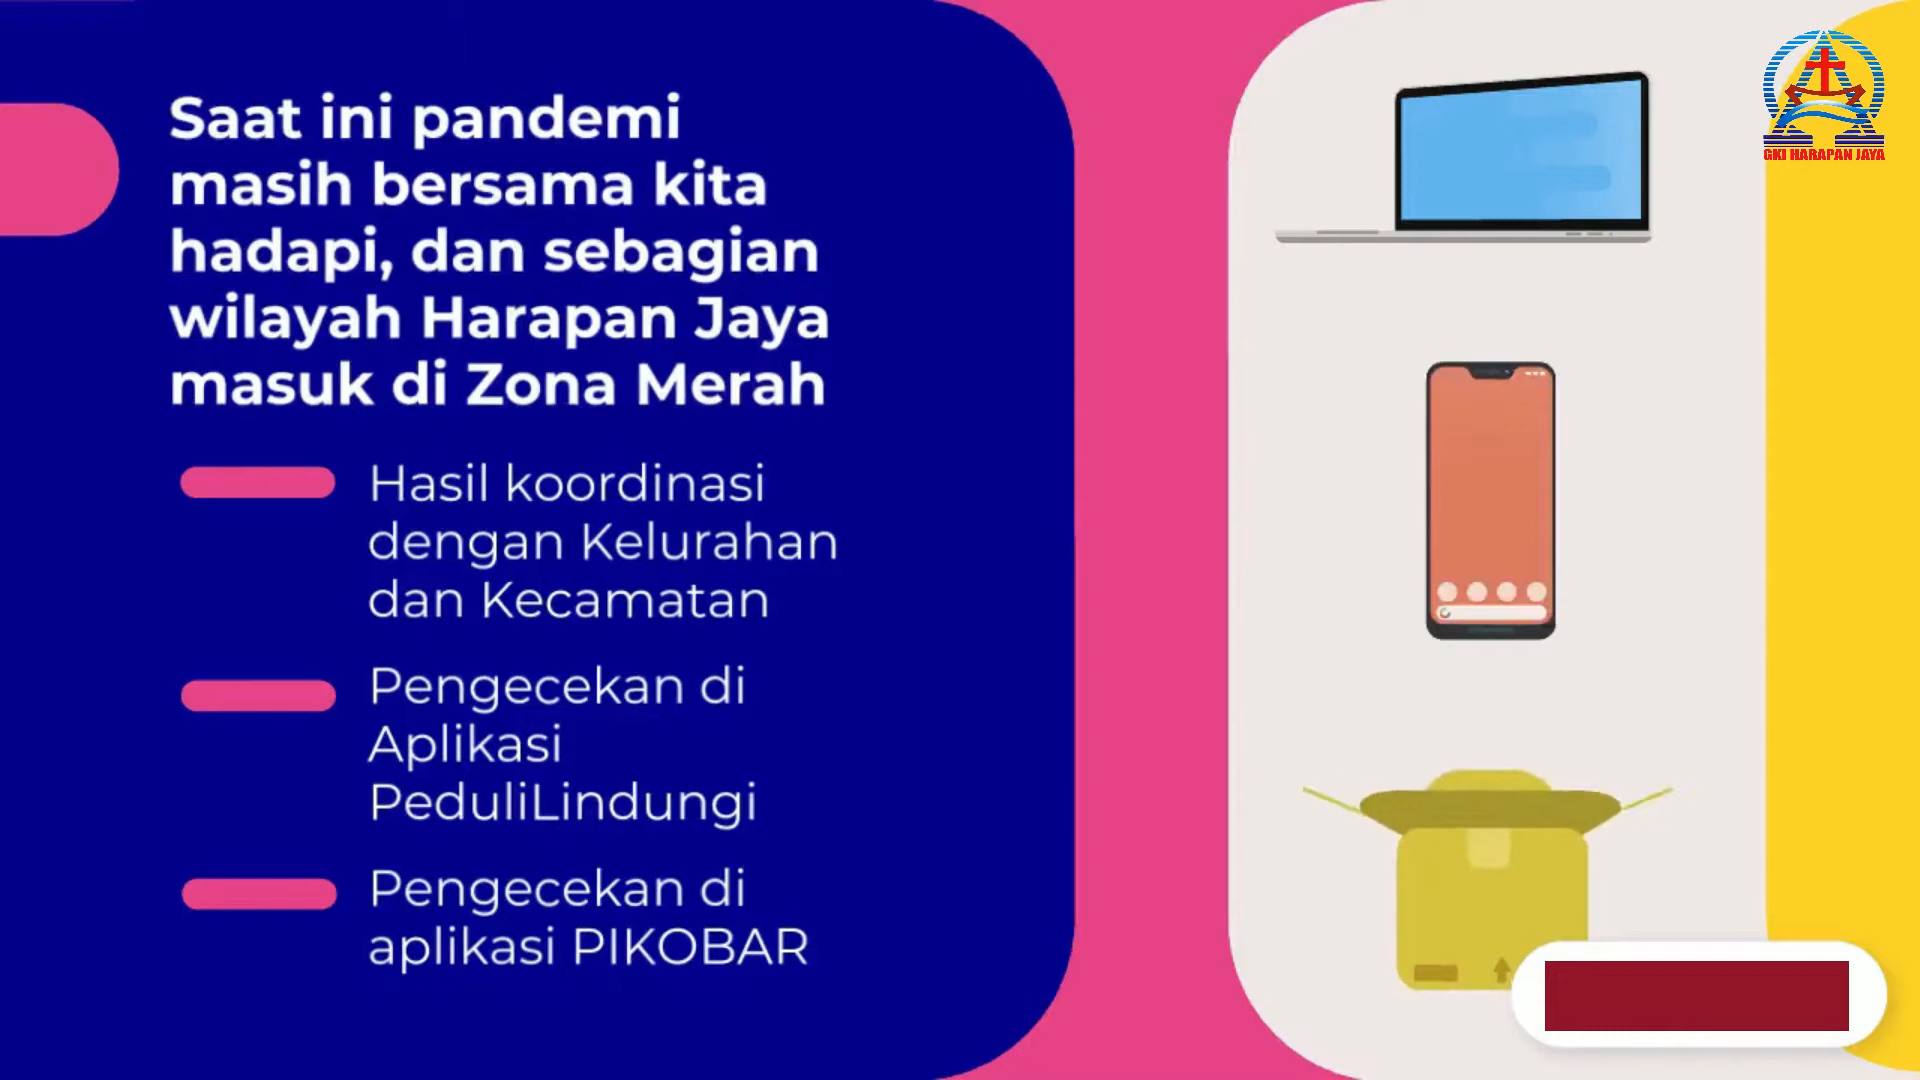 Saat ini pandemi
masih bersama kita
hadapi, dan sebagian
wilayah Harapan Jaya
masuk di Zona Merah
Hasil koordinasi
dengan Kelurahan
dan Kecamatan
Pengecekan di
Aplikasi
PeduliLindungi
Pengecekan di
aplikasi PIKOBAR
GKI HARAPAN JAYA